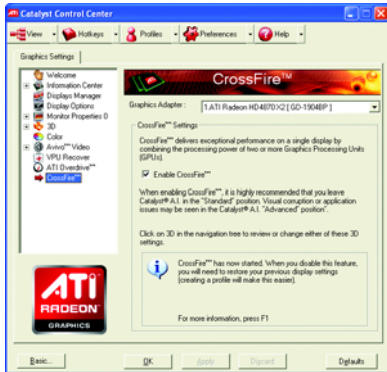 Catalyst Control Center
View Hotkeys Profiles Preferences Help
Graphics Settings
Welcome
Information Center
Displays Manager
Display Options
Monitor Properties 0
3D
Color
Avivo™ Video
VPU Recover
ATI Overdrive™
CrossFire™
CrossFire™
Graphics Adapter :
1.ATI Radeon HD4870X2 [ GD-1904BP ]
CrossFire™ Settings
CrossFire™ delivers exceptional performance on a single display by
combining the processing power of two or more Graphics Processing Units
(GPUs).
Enable CrossFire™
When enabling CrossFire™, it is highly recommended that you leave
Catalyst® A.I. in the "Standard" position. Visual corruption or application
issues may be seen in the Catalyst® A.I. "Advanced" position".
Click on 3D in the navigation tree to review or change either of these 3D
settings.
CrossFire™ has now started. When you disable this feature,
you will need to restore your previous display settings
(creating a profile will make this easier).
For more information, press F1
ATI
RADEON
GRAPHICS
Basic...
OK
Apply
Discard
Defaults